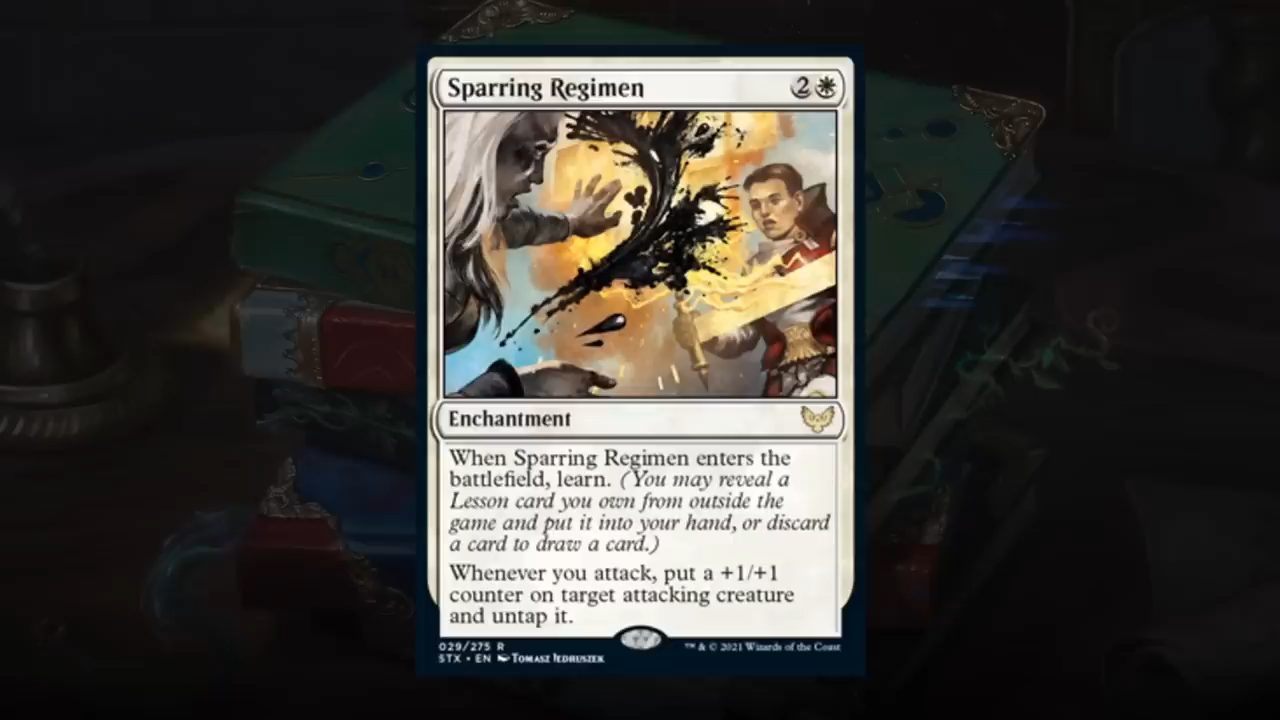 Sparring Regimen 2
Enchantment
When Sparring Regimen enters the
battlefield, learn. (You may reveal a
Lesson card you own from outside the
game and put it into your hand, or discard
a card to draw a card.)
Whenever you attack, put a +1/+1
counter on target attacking creature
and untap it.
029/275 R
™ & © 2021 Wizards of the Coast
STX • EN Tomasz Jedruszek